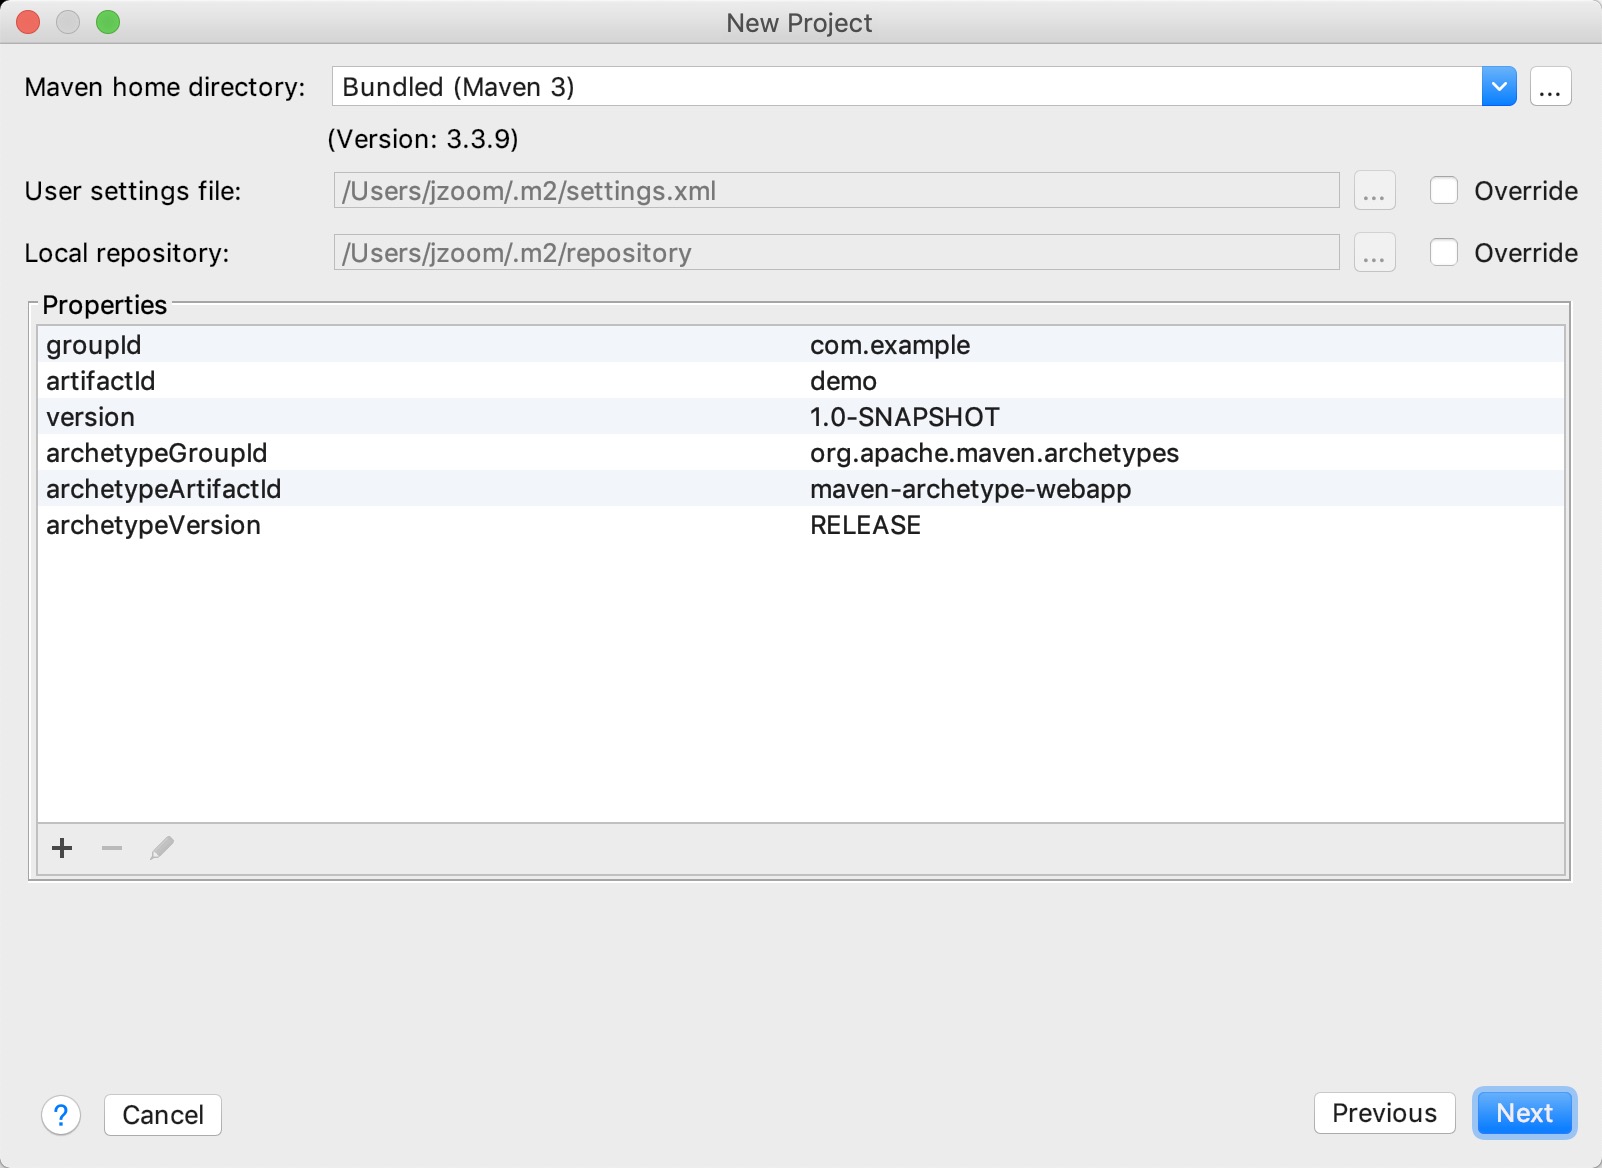 New Project
Maven home directory: Bundled (Maven 3) ...
(Version: 3.3.9)
User settings file: /Users/jzoom/.m2/settings.xml ... Override
Local repository: /Users/jzoom/.m2/repository ... Override
Properties
groupId com.example
artifactId demo
version 1.0-SNAPSHOT
archetypeGroupId org.apache.maven.archetypes
archetypeArtifactId maven-archetype-webapp
archetypeVersion RELEASE
? Cancel Previous Next